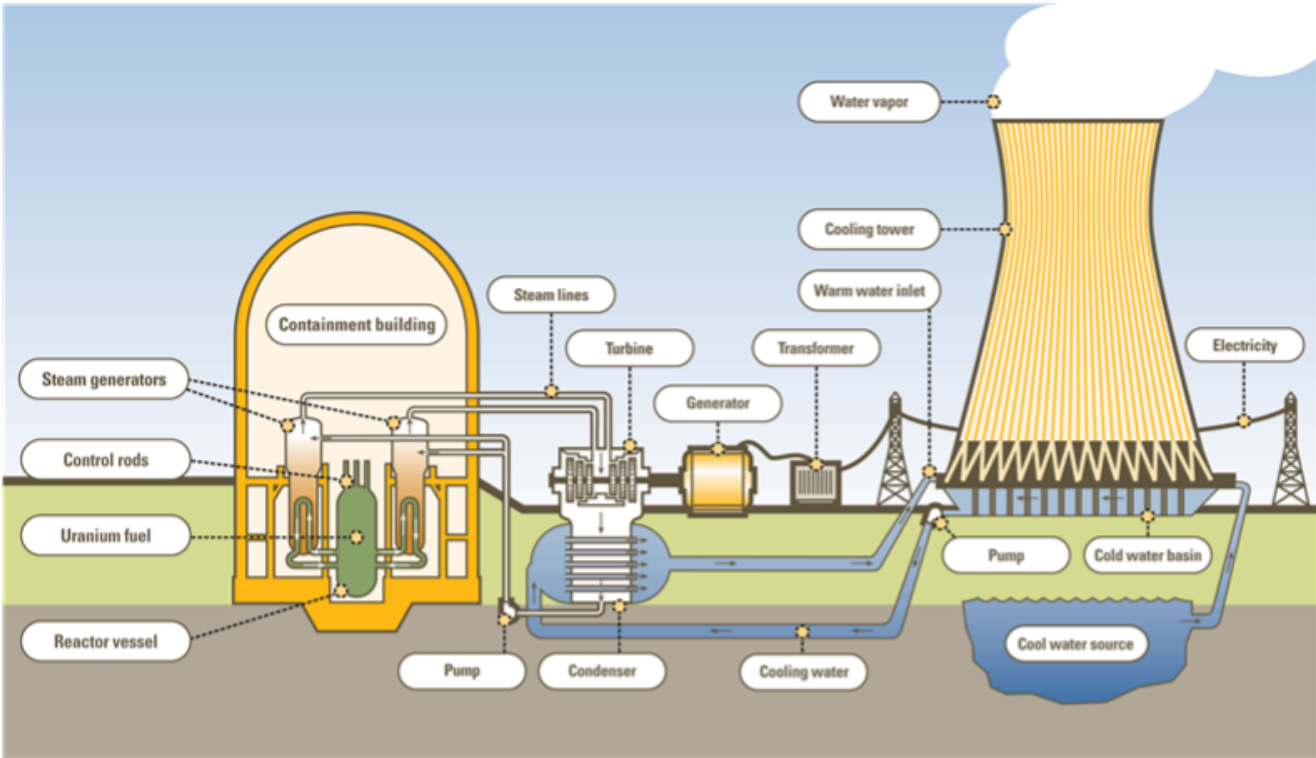 Water vapor
Cooling tower
Steam lines
Warm water inlet
Containment building
Turbine
Transformer
Electricity
Steam generators
Generator
Control rods
Uranium fuel
Pump
Cold water basin
Reactor vessel
Cool water source
Pump
Condenser
Cooling water